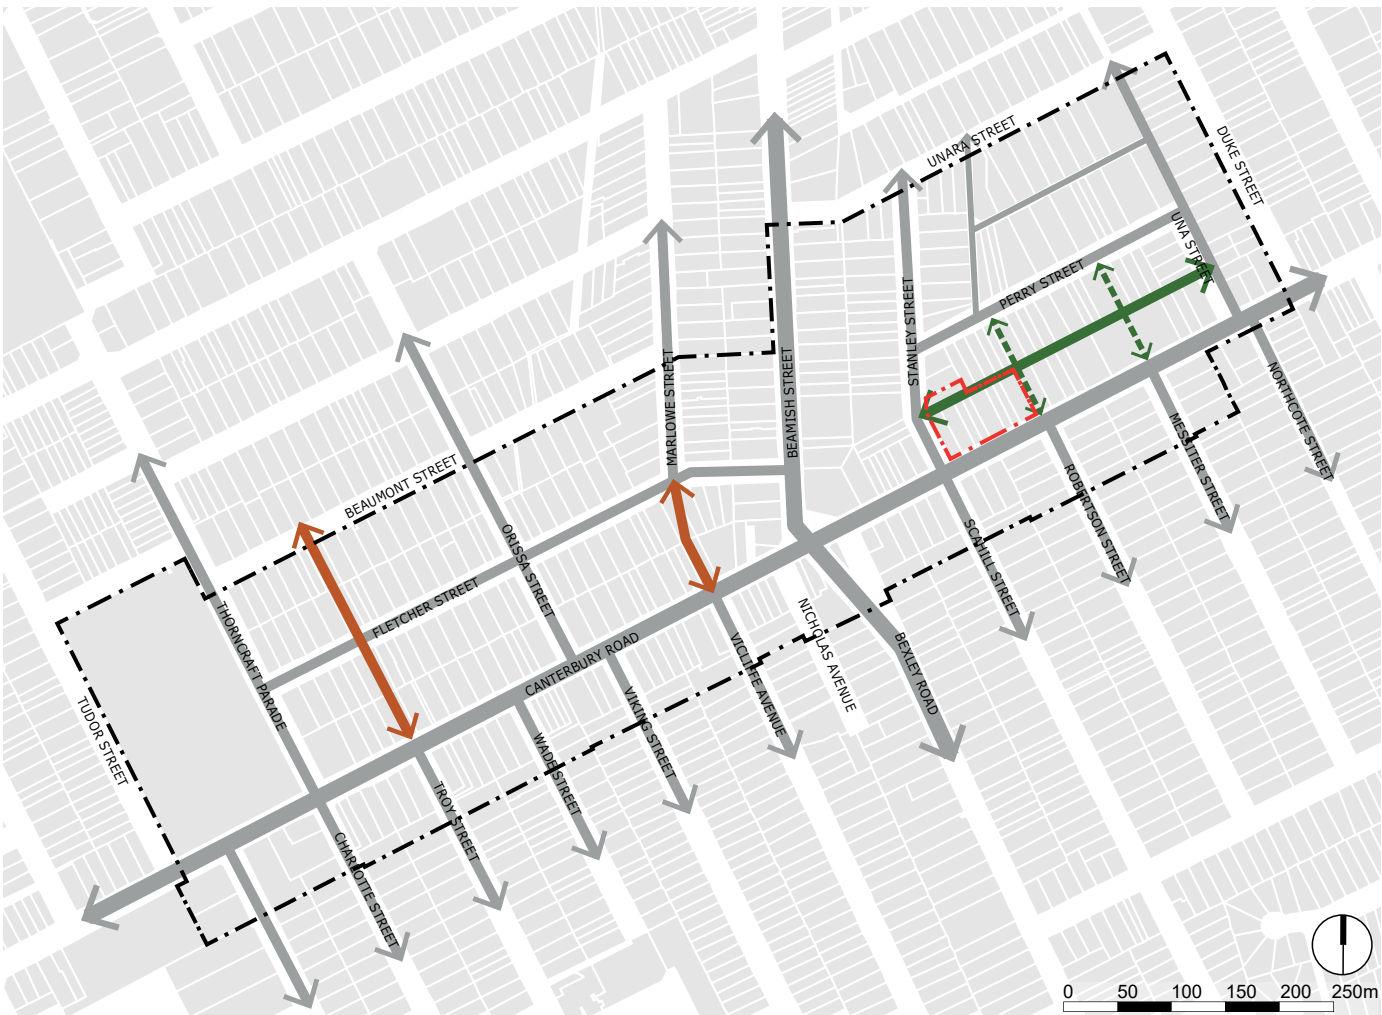 UNARA STREET
DUKE STREET
UNA STREET
PERRY STREET
STANLEY STREET
MARLOWE STREET
BEAMISH STREET
NORTHCOTE STREET
MESSITER STREET
BEAUMONT STREET
ROBERTSON STREET
ORISSA STREET
SCAHILL STREET
FLETCHER STREET
THORNCRAFT PARADE
NICHOLAS AVENUE
CANTERBURY ROAD
VICLIFFE AVENUE
BEXLEY ROAD
TUDOR STREET
VIKING STREET
WADE STREET
TROY STREET
CHARLOTTE STREET
0 50 100 150 200 250m